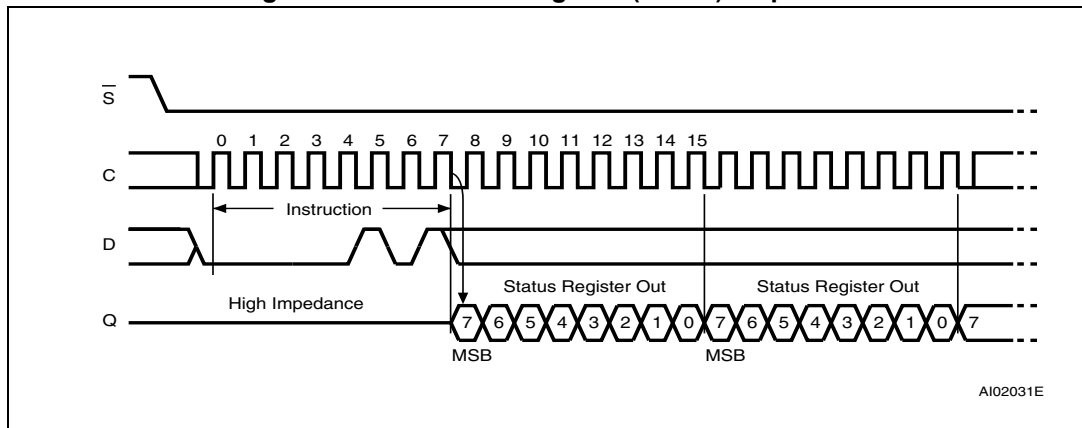 S
0 1 2 3 4 5 6 7 8 9 10 11 12 13 14 15
C
Instruction
D
High Impedance
Status Register Out
Status Register Out
Q
7 6 5 4 3 2 1 0 7 6 5 4 3 2 1 0 7
MSB
MSB
AI02031E